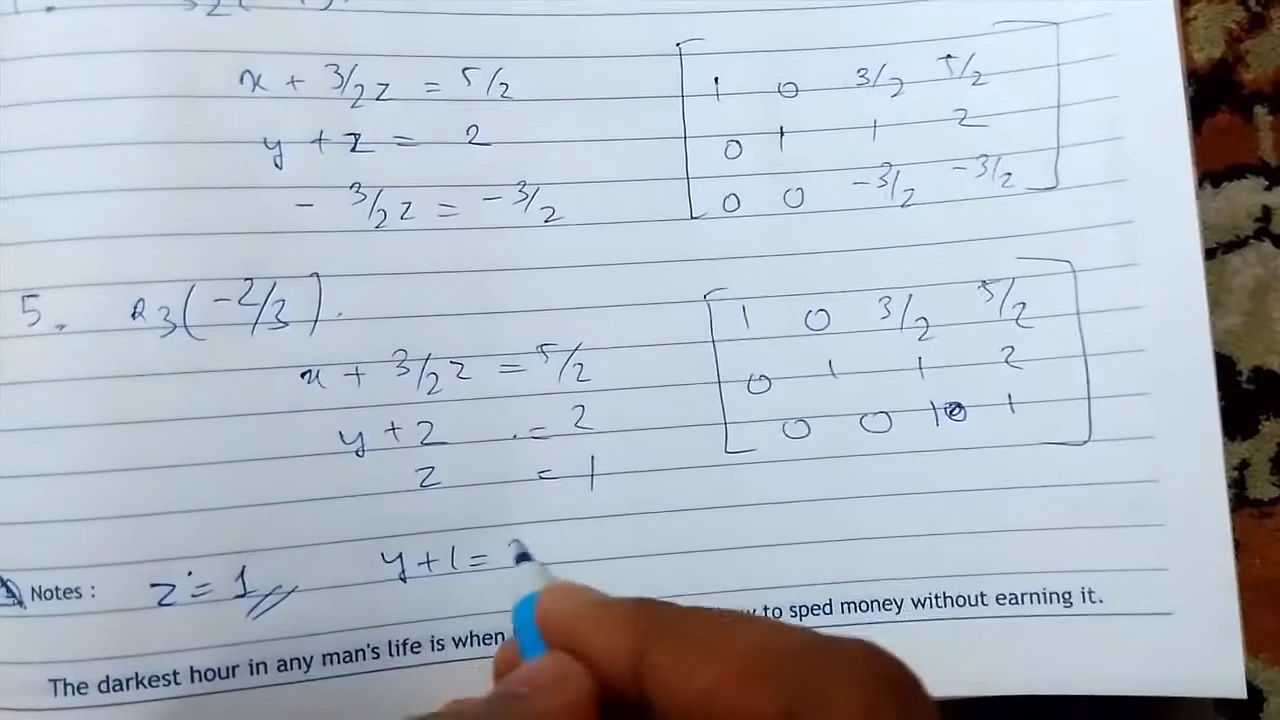 x + 3/2 z = 5/2
y + z = 2
- 3/2 z = - 3/2
1 0 3/2 5/2
0 1 1 2
0 0 -3/2 -3/2
5. R3(-2/3).
x + 3/2 z = 5/2
y + z = 2
z = 1
1 0 3/2 5/2
0 1 1 2
0 0 1 1
Notes : z = 1 //
y + 1 =
The darkest hour in any man's life is when to sped money without earning it.